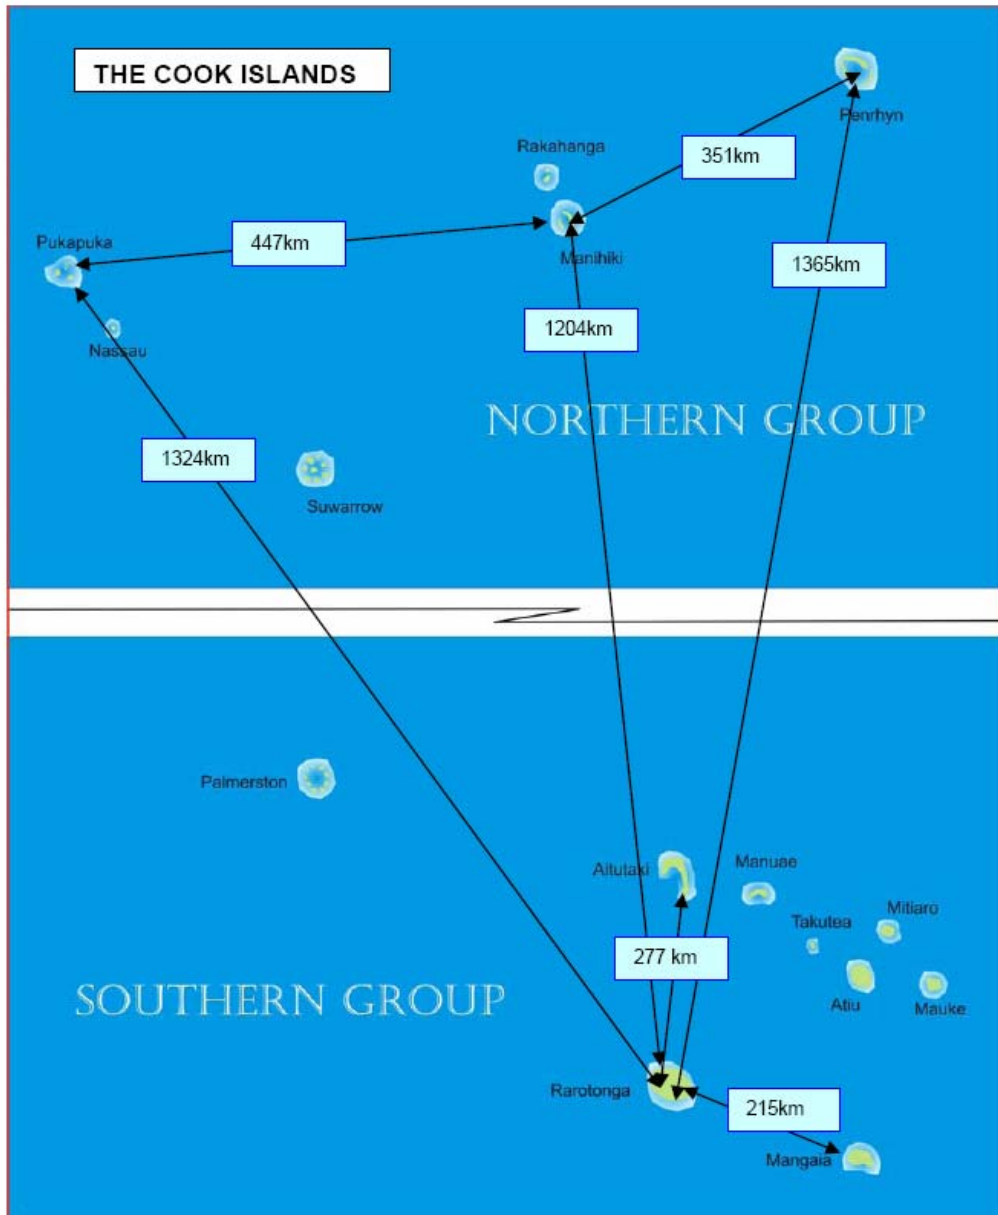 THE COOK ISLANDS
Penrhyn
351km
Rakahanga
Pukapuka
447km
Manihiki
1365km
1204km
Nassau
NORTHERN GROUP
1324km
Suwarrow
Palmerston
Aitutaki
Manuae
Takutea
Mitiaro
277 km
SOUTHERN GROUP
Atiu
Mauke
Rarotonga
215km
Mangaia